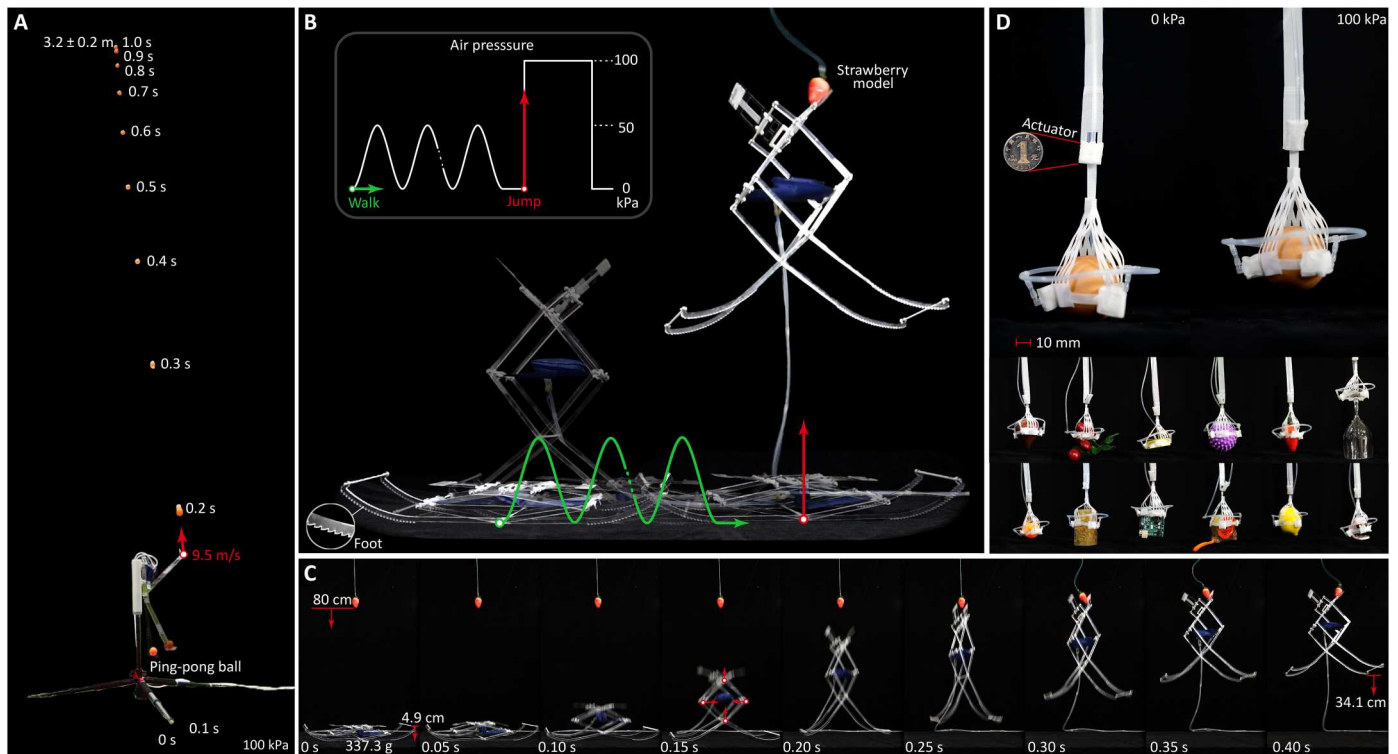 A
3.2 ± 0.2 m
1.0 s
0.9 s
0.8 s
0.7 s
0.6 s
0.5 s
0.4 s
0.3 s
0.2 s
9.5 m/s
Ping-pong ball
0.1 s
0 s
100 kPa
B
Air presssure
100
50
0
kPa
Walk
Jump
Strawberry
model
Foot
C
80 cm
4.9 cm
0 s
337.3 g
0.05 s
0.10 s
0.15 s
0.20 s
0.25 s
0.30 s
0.35 s
0.40 s
34.1 cm
D
0 kPa
100 kPa
Actuator
1
10 mm